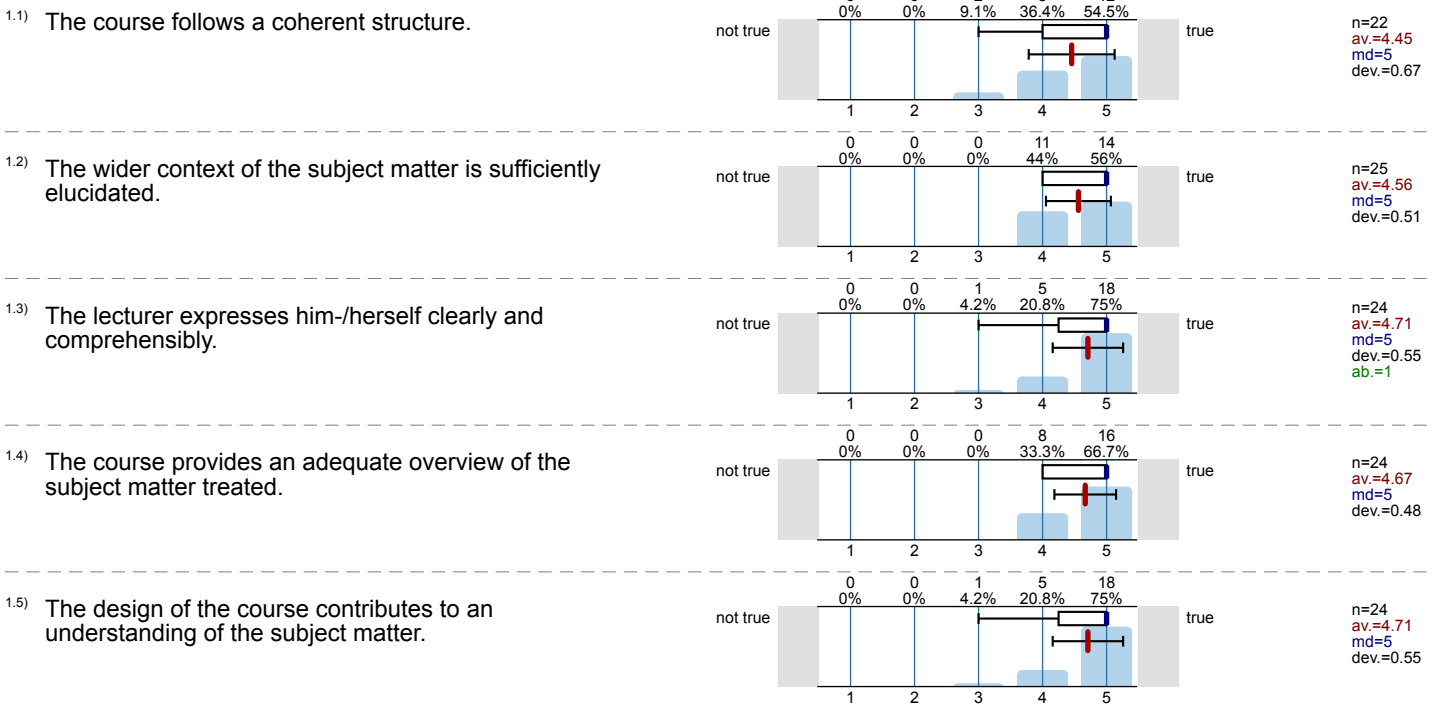 1.1) The course follows a coherent structure.
0% 0% 9.1% 36.4% 54.5%
not true
true
1 2 3 4 5
n=22
av.=4.45
md=5
dev.=0.67
1.2) The wider context of the subject matter is sufficiently
elucidated.
0 0 0 11 14
0% 0% 0% 44% 56%
not true
true
1 2 3 4 5
n=25
av.=4.56
md=5
dev.=0.51
1.3) The lecturer expresses him-/herself clearly and
comprehensibly.
0 0 1 5 18
0% 0% 4.2% 20.8% 75%
not true
true
1 2 3 4 5
n=24
av.=4.71
md=5
dev.=0.55
ab.=1
1.4) The course provides an adequate overview of the
subject matter treated.
0 0 0 8 16
0% 0% 0% 33.3% 66.7%
not true
true
1 2 3 4 5
n=24
av.=4.67
md=5
dev.=0.48
1.5) The design of the course contributes to an
understanding of the subject matter.
0 0 1 5 18
0% 0% 4.2% 20.8% 75%
not true
true
1 2 3 4 5
n=24
av.=4.71
md=5
dev.=0.55